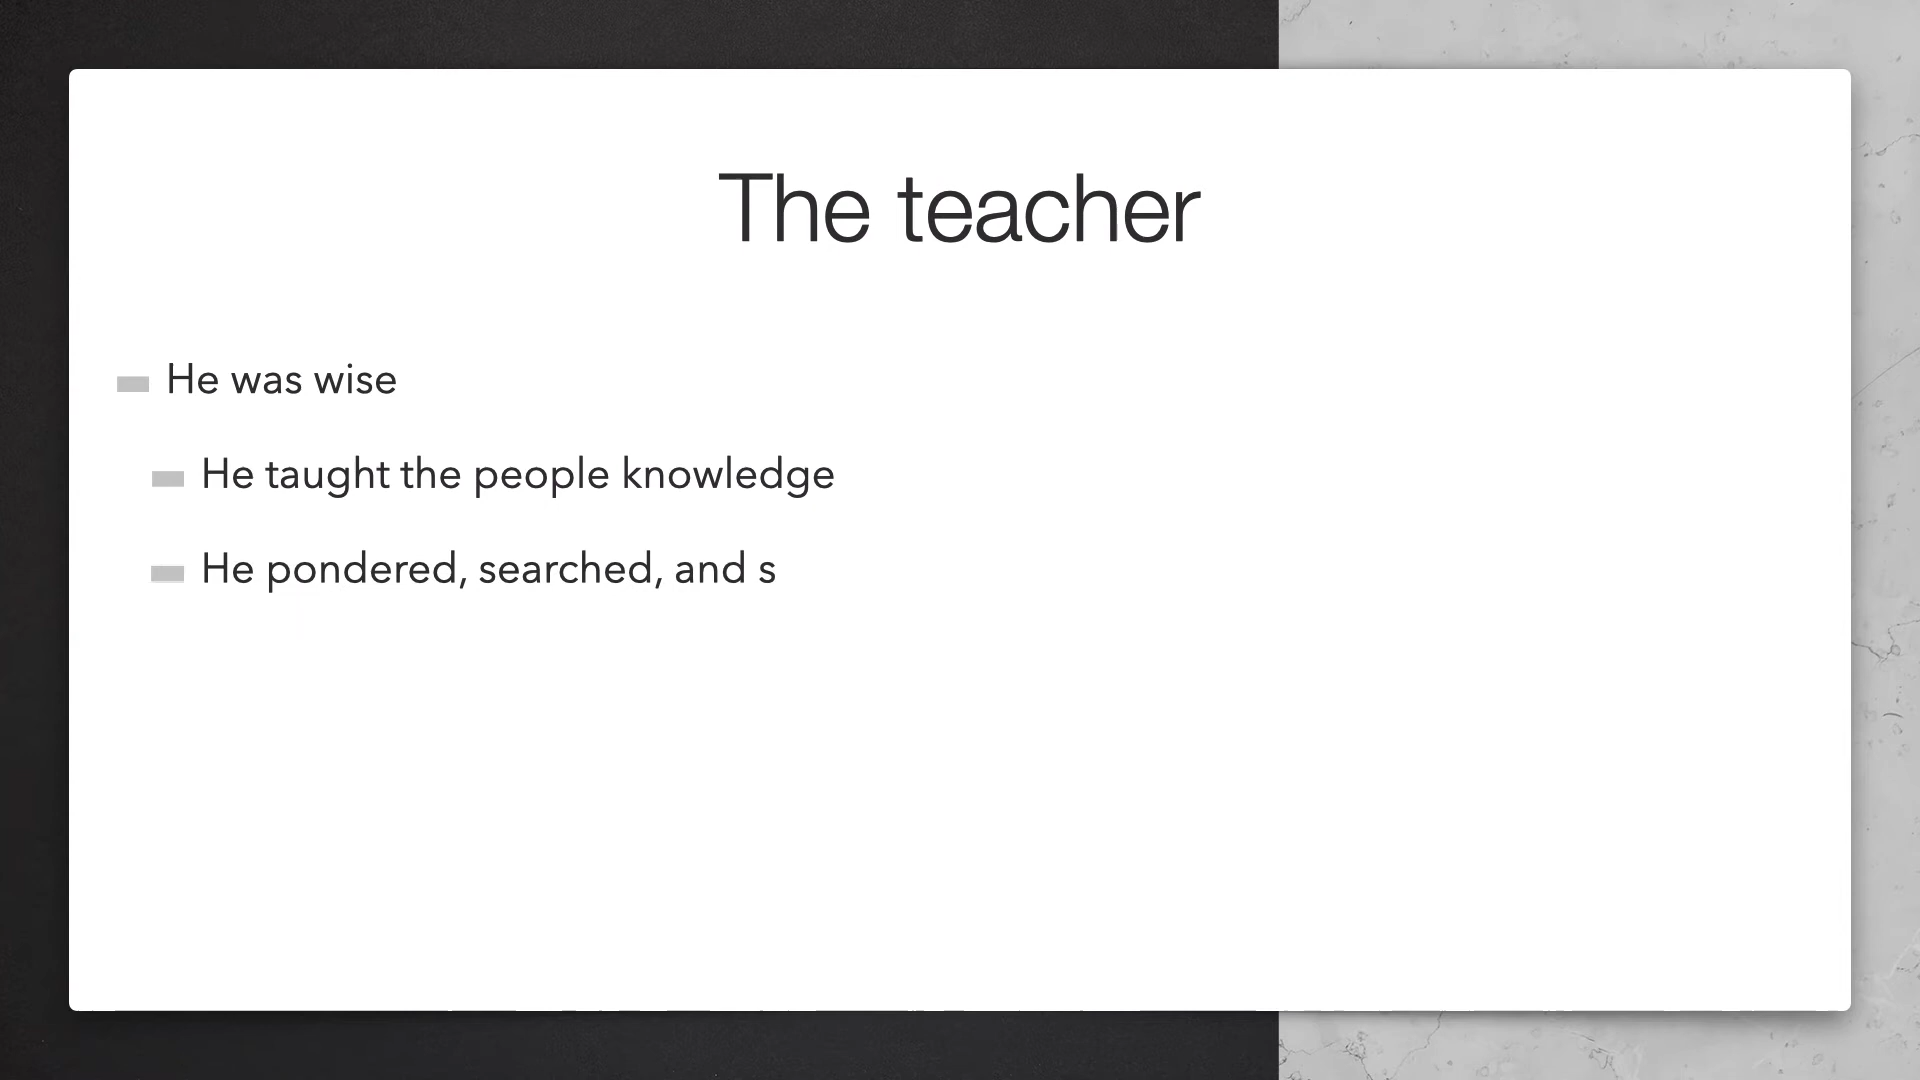 The teacher
He was wise
He taught the people knowledge
He pondered, searched, and s